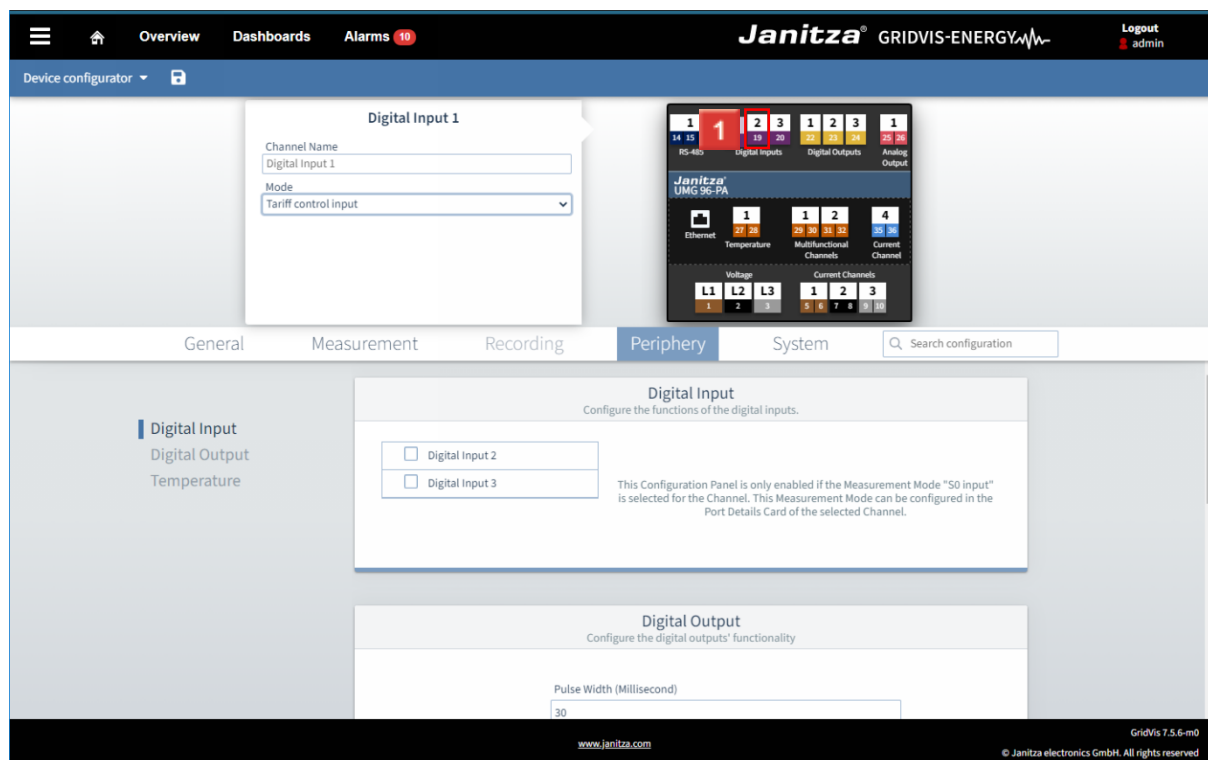 Overview Dashboards Alarms 10 Janitza® GRIDVIS-ENERGY Logout
admin
Device configurator
Digital Input 1
Channel Name
Digital Input 1
Mode
Tariff control input
1 1 2 3 1 2 3 1
14 15 19 20 22 23 24 25 26
RS-485 Digital Inputs Digital Outputs Analog
Output
Janitza®
UMG 96-PA
1 1 2 4
27 28 29 30 31 32 35 36
Ethernet Temperature Multifunctional Current
Channels Channel
Voltage Current Channels
L1 L2 L3 1 2 3
1 2 3 5 6 7 8 9 10
General Measurement Recording Periphery System Search configuration
Digital Input
Configure the functions of the digital inputs.
Digital Input
Digital Output
Temperature
Digital Input 2
Digital Input 3
This Configuration Panel is only enabled if the Measurement Mode "S0 input"
is selected for the Channel. This Measurement Mode can be configured in the
Port Details Card of the selected Channel.
Digital Output
Configure the digital outputs' functionality
Pulse Width (Millisecond)
30
www.janitza.com
GridVis 7.5.6-m0
© Janitza electronics GmbH. All rights reserved